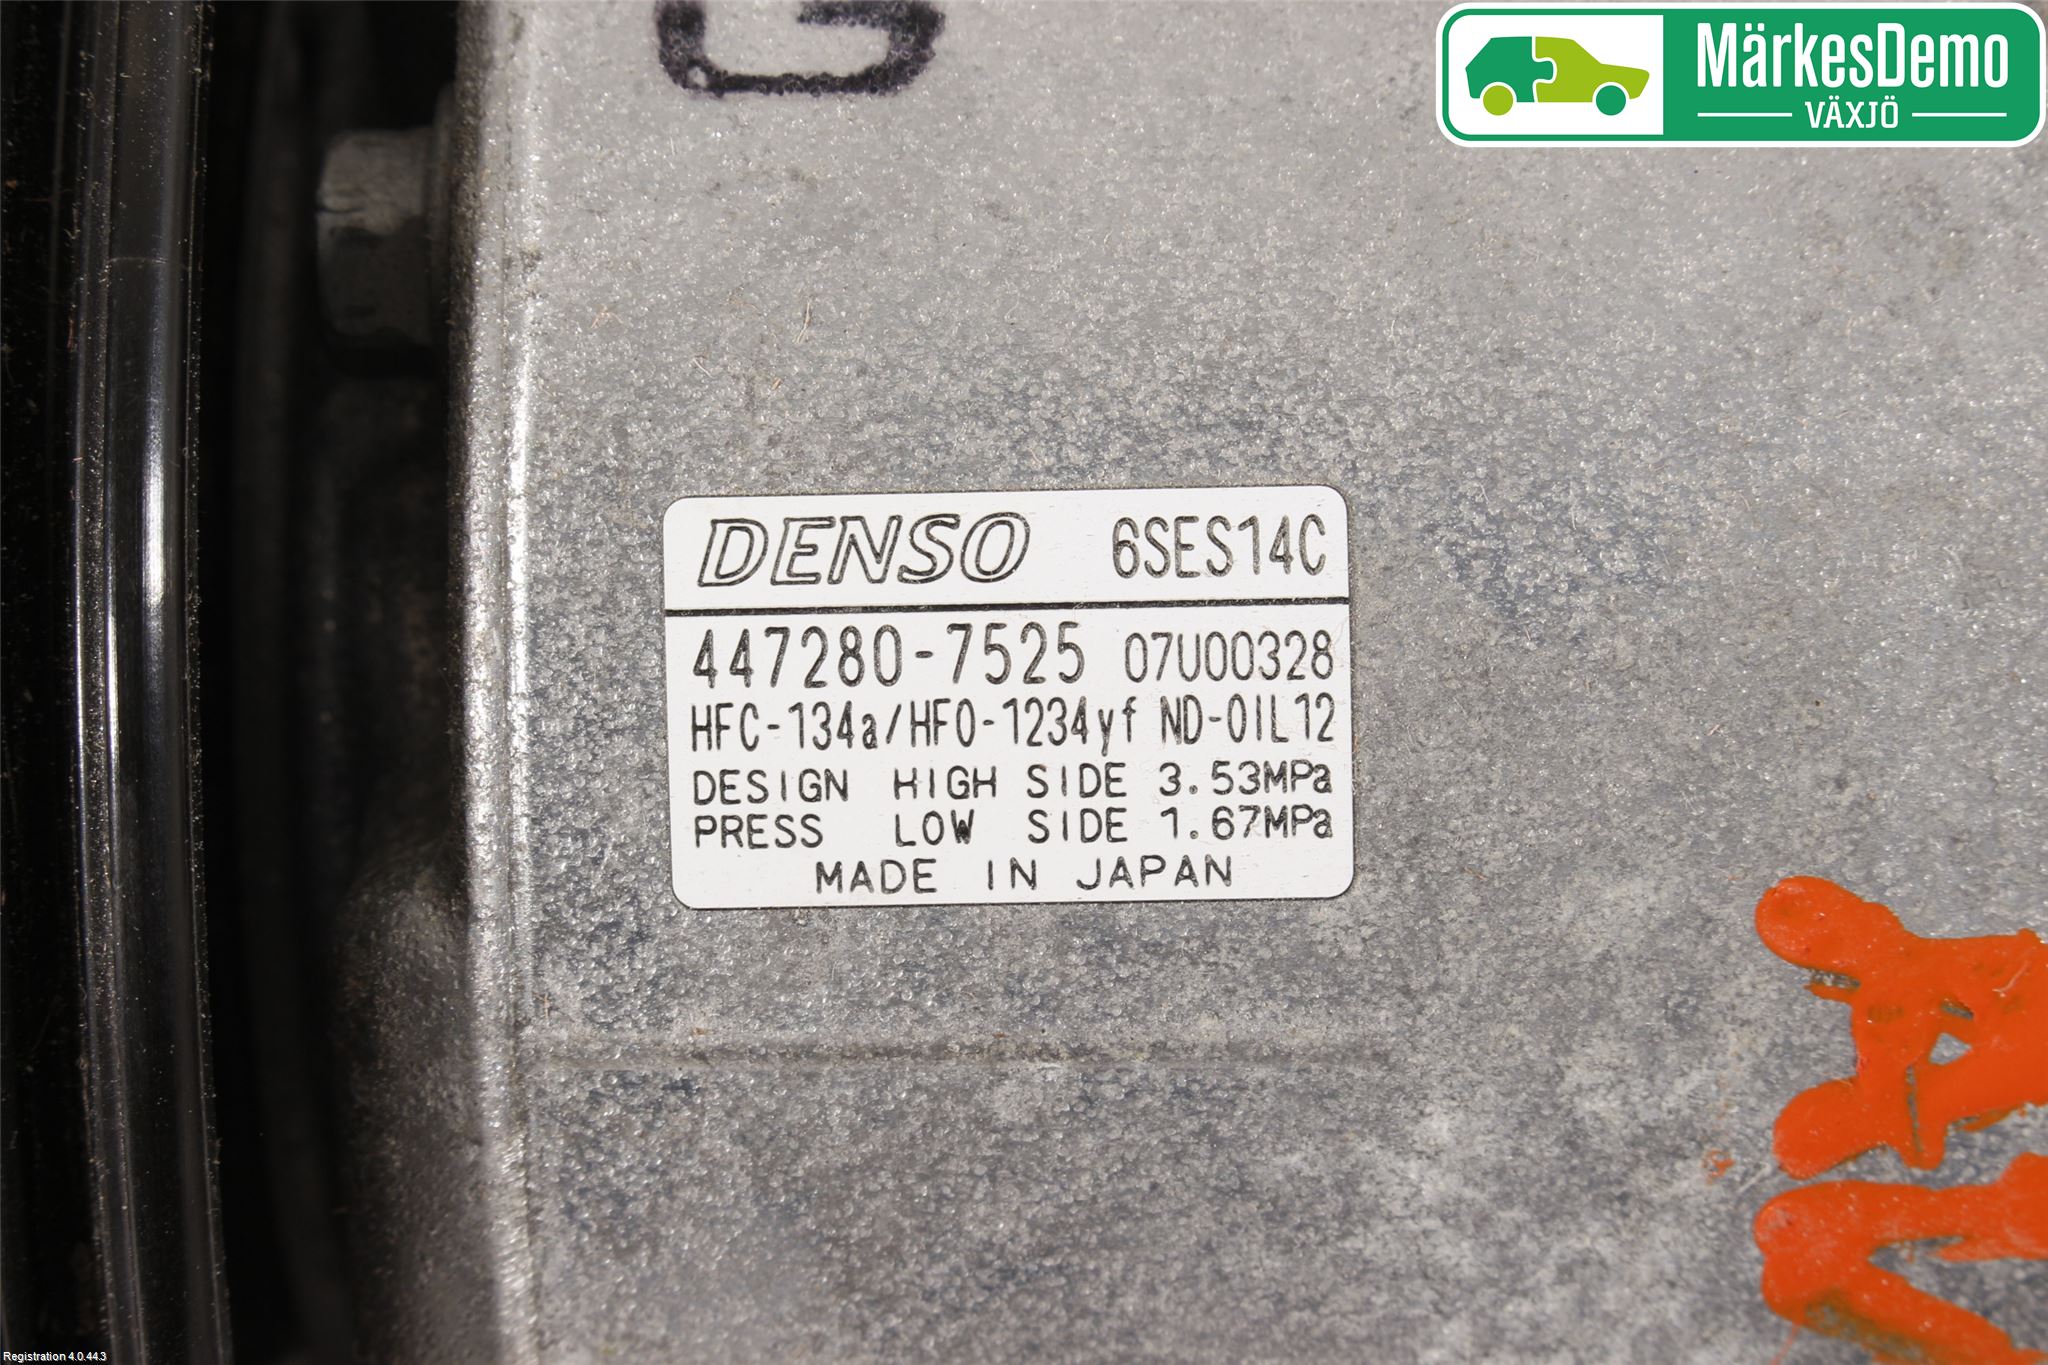 G
MärkesDemo
VÄXJÖ
DENSO 6SES14C
447280-7525 07U00328
HFC-134a/HFO-1234yf ND-OIL12
DESIGN HIGH SIDE 3.53MPa
PRESS LOW SIDE 1.67MPa
MADE IN JAPAN
Registration 4.0.44.3